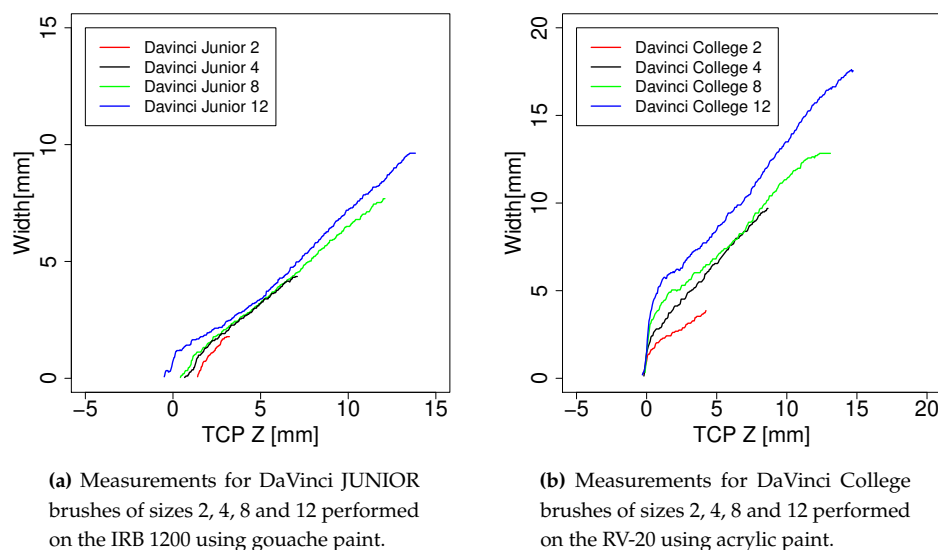 Davinci Junior 2
Davinci Junior 4
Davinci Junior 8
Davinci Junior 12
Width[mm]
0
5
10
15
−5
0
5
10
15
TCP Z [mm]
Davinci College 2
Davinci College 4
Davinci College 8
Davinci College 12
Width[mm]
0
5
10
15
20
−5
0
5
10
15
20
TCP Z [mm]
(a) Measurements for DaVinci JUNIOR
brushes of sizes 2, 4, 8 and 12 performed
on the IRB 1200 using gouache paint.
(b) Measurements for DaVinci College
brushes of sizes 2, 4, 8 and 12 performed
on the RV-20 using acrylic paint.